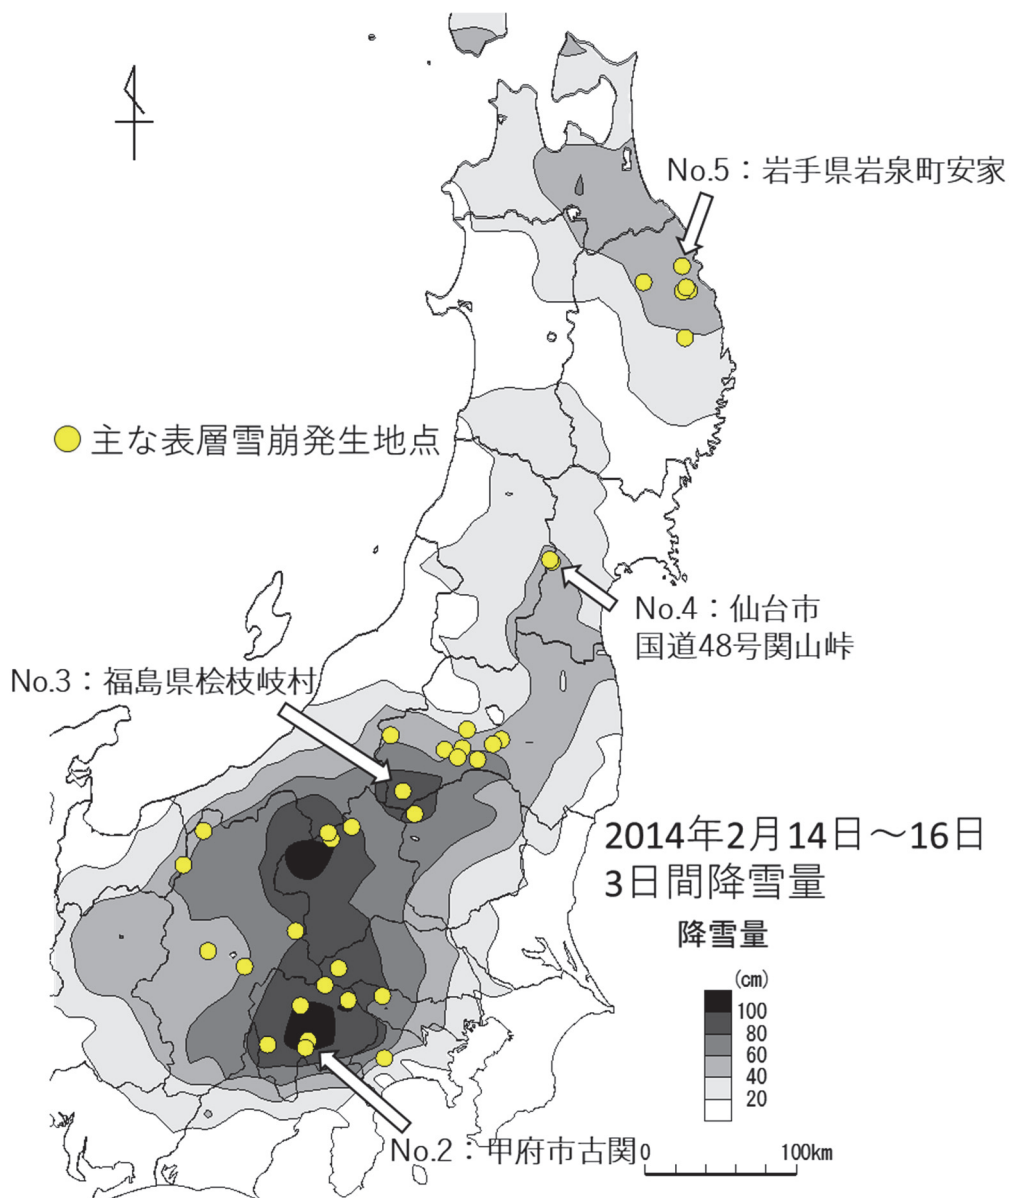 No.5：岩手県岩泉町安家
主な表層雪崩発生地点
No.4：仙台市
国道48号関山峠
No.3：福島県桧枝岐村
2014年2月14日～16日
3日間降雪量
降雪量
(cm)
100
80
60
40
20
No.2：甲府市古関
0 100km